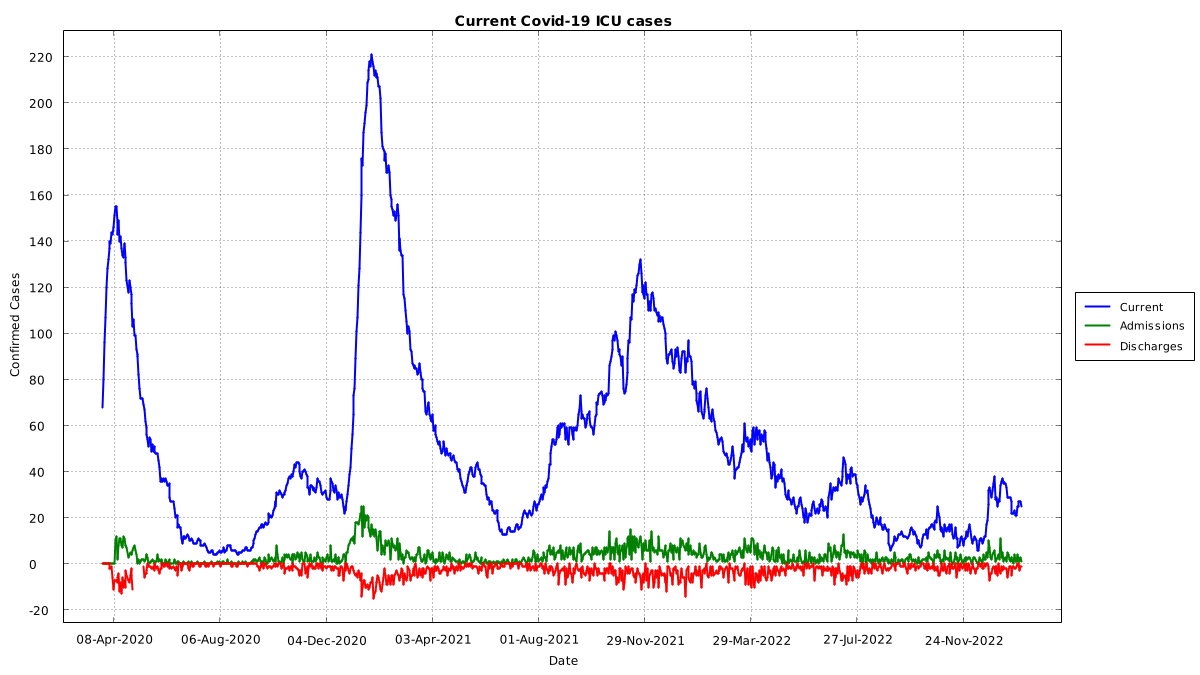 Current Covid-19 ICU cases
220
200
180
160
140
120
100
80
60
40
20
0
-20
Confirmed Cases
08-Apr-2020 06-Aug-2020 04-Dec-2020 03-Apr-2021 01-Aug-2021 29-Nov-2021 29-Mar-2022 27-Jul-2022 24-Nov-2022
Date
Current
Admissions
Discharges